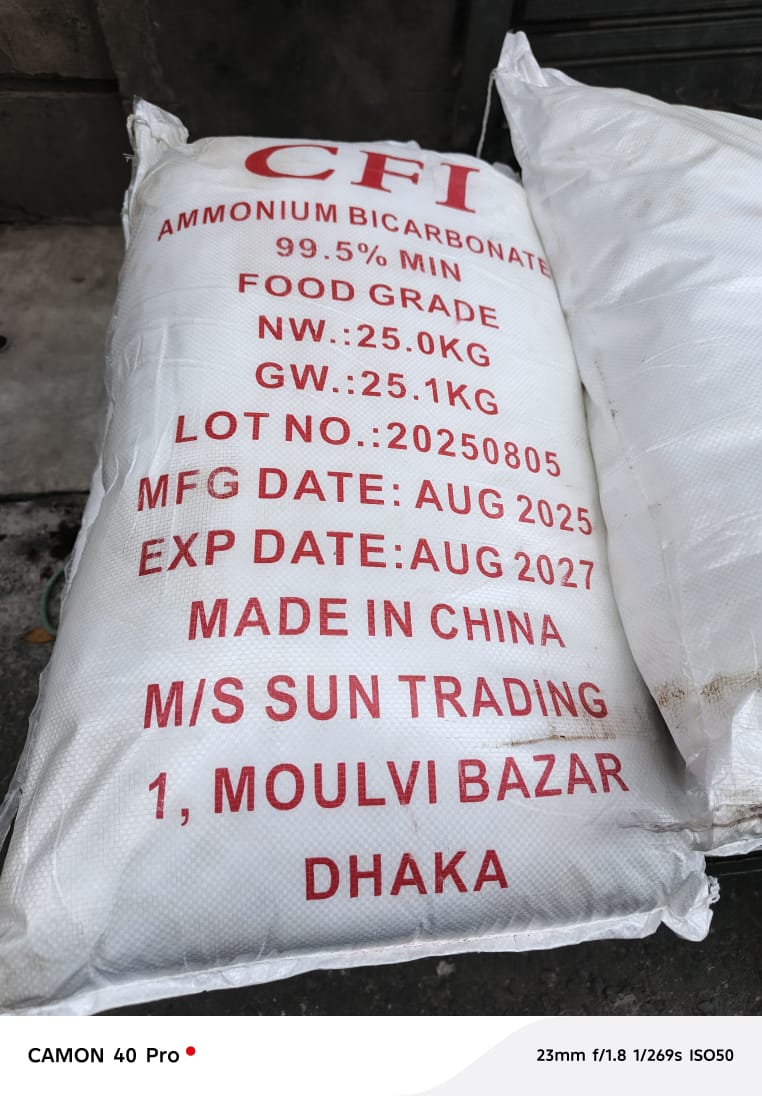 CFI
AMMONIUM BICARBONATE
99.5% MIN
FOOD GRADE
NW.:25.0KG
GW.:25.1KG
LOT NO.:20250805
MFG DATE: AUG 2025
EXP DATE:AUG 2027
MADE IN CHINA
M/S SUN TRADING
1, MOULVI BAZAR
DHAKA
CAMON 40 Pro
23mm f/1.8 1/269s ISO50